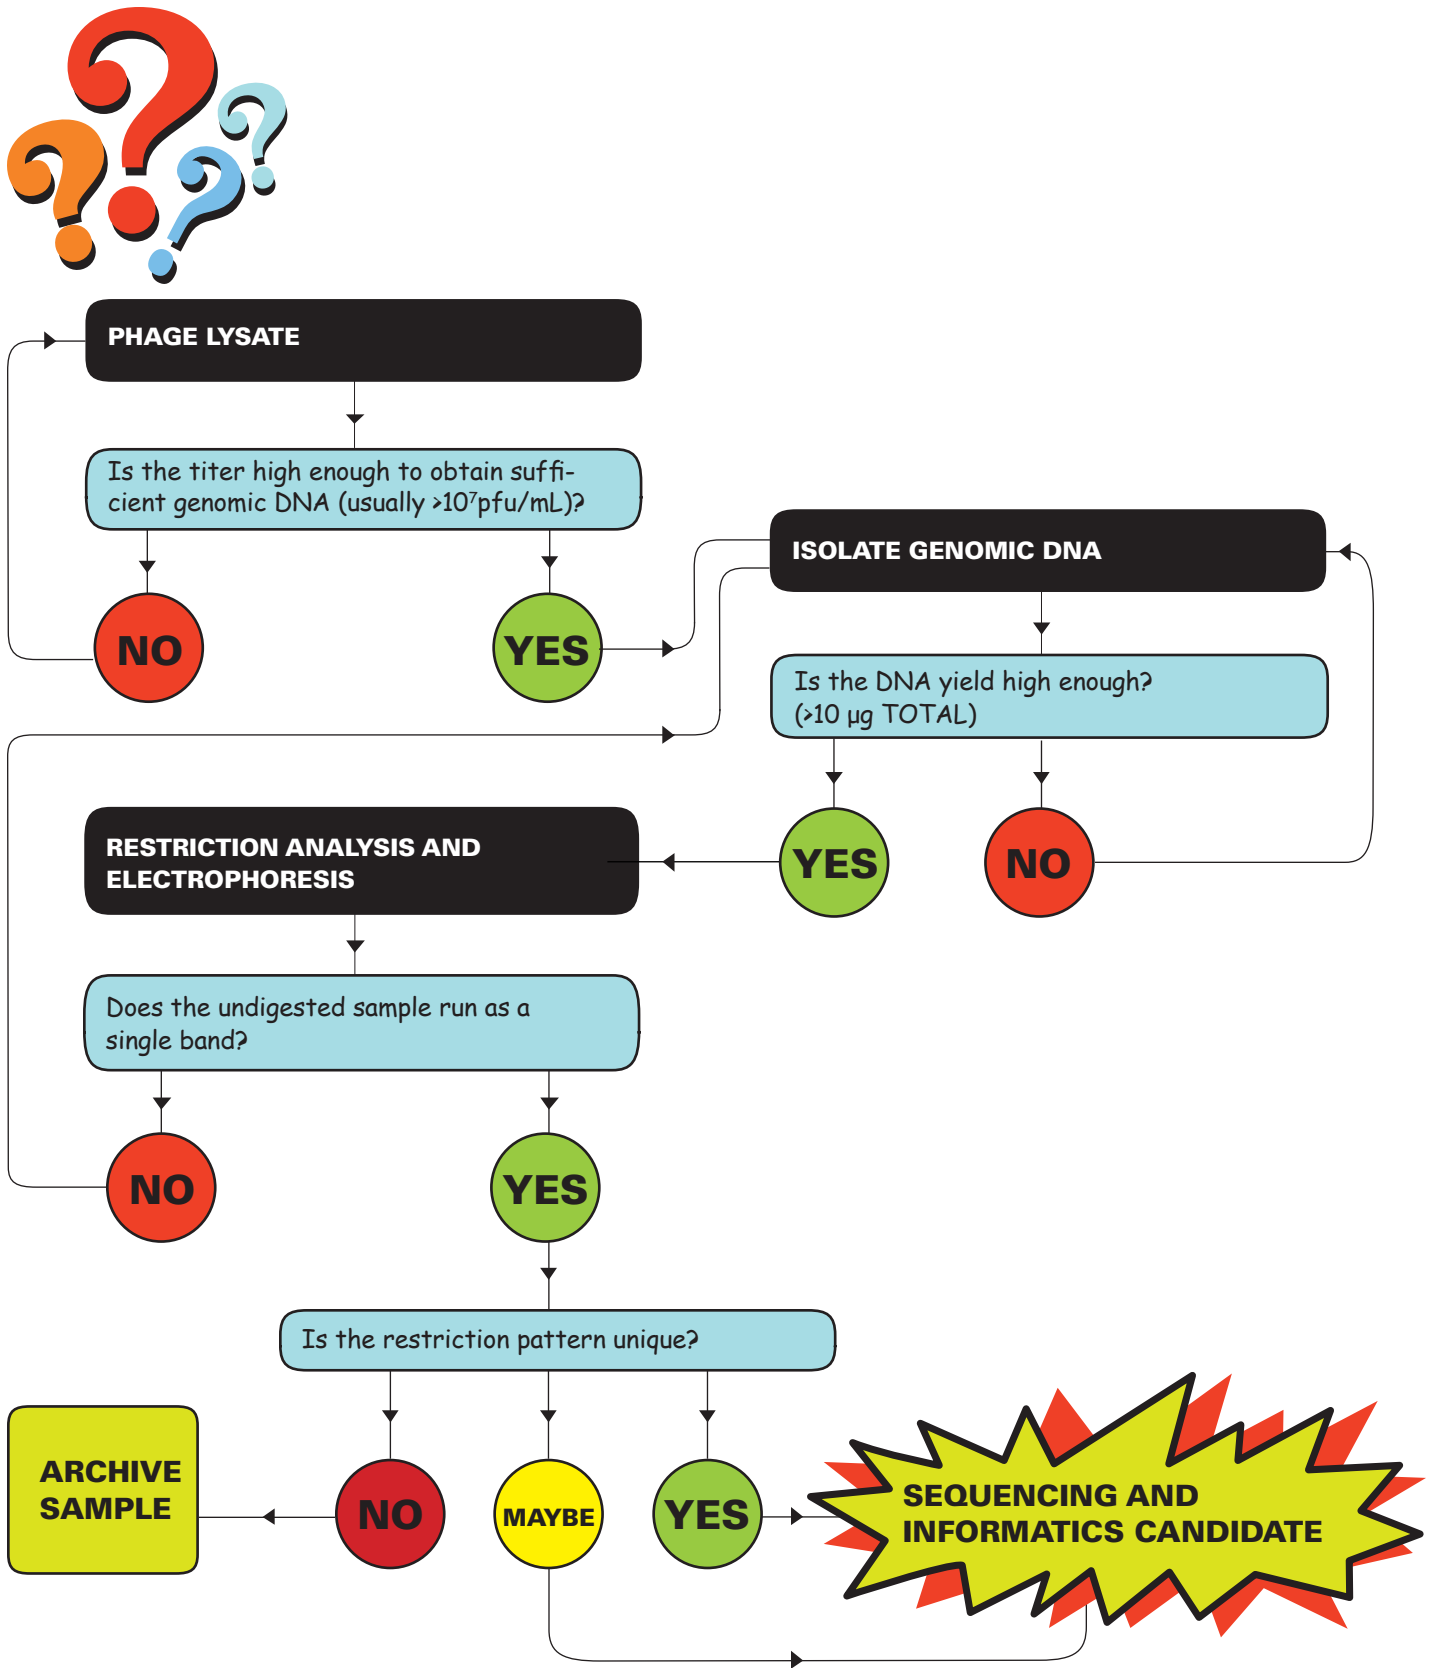 ? ? ? ?
PHAGE LYSATE
Is the titer high enough to obtain suffi-
cient genomic DNA (usually >10⁷pfu/mL)?
NO
YES
ISOLATE GENOMIC DNA
Is the DNA yield high enough?
(>10 µg TOTAL)
YES
NO
RESTRICTION ANALYSIS AND
ELECTROPHORESIS
Does the undigested sample run as a
single band?
NO
YES
Is the restriction pattern unique?
NO
MAYBE
YES
ARCHIVE
SAMPLE
SEQUENCING AND
INFORMATICS CANDIDATE